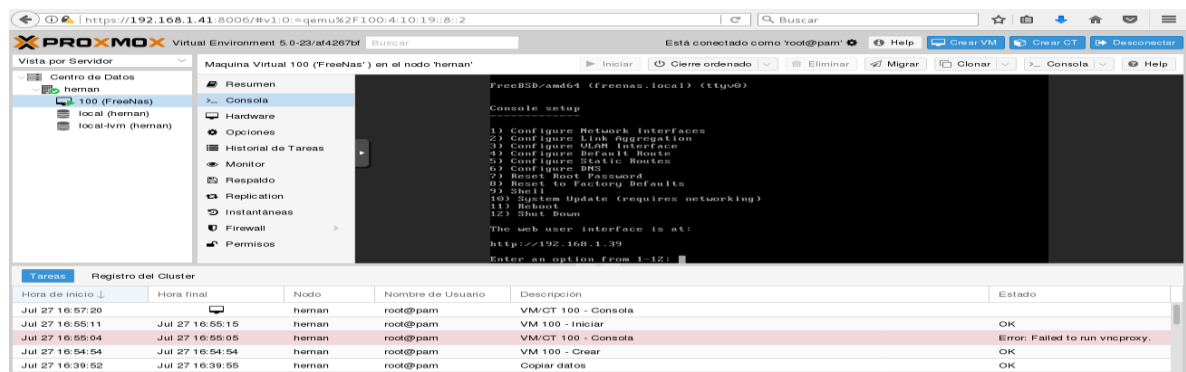 https://192.168.1.41:8006/#v1:0:=qemu%2F100:4:10:19::8::2 Buscar
PROXMOX Virtual Environment 5.0-23/af4267bf Buscar Está conectado como 'root@pam' Help Crear VM Crear CT Desconectar
Vista por Servidor
Centro de Datos
hernan
100 (FreeNas)
local (hernan)
local-lvm (hernan)
Maquina Virtual 100 ('FreeNas' ) en el nodo 'hernan' Iniciar Cierre ordenado Eliminar Migrar Clonar Consola Help
Resumen
Consola
Hardware
Opciones
Historial de Tareas
Monitor
Respaldo
Replication
Instantáneas
Firewall
Permisos
FreeBSD/amd64 (freenas.local) (ttyv0)
Console setup
-------------
1) Configure Network Interfaces
2) Configure Link Aggregation
3) Configure VLAN Interface
4) Configure Default Route
5) Configure Static Routes
6) Configure DNS
7) Reset Root Password
8) Reset to Factory Defaults
9) Shell
10) System Update (requires networking)
11) Reboot
12) Shut Down
The web user interface is at:
http://192.168.1.39
Enter an option from 1-12:
Tareas Registro del Cluster
Hora de inicio ↓ Hora final Nodo Nombre de Usuario Descripción Estado
Jul 27 16:57:20 hernan root@pam VM/CT 100 - Consola
Jul 27 16:55:11 Jul 27 16:55:15 hernan root@pam VM 100 - Iniciar OK
Jul 27 16:55:04 Jul 27 16:55:05 hernan root@pam VM/CT 100 - Consola Error: Failed to run vncproxy.
Jul 27 16:54:54 Jul 27 16:54:54 hernan root@pam VM 100 - Crear OK
Jul 27 16:39:52 Jul 27 16:39:55 hernan root@pam Copiar datos OK